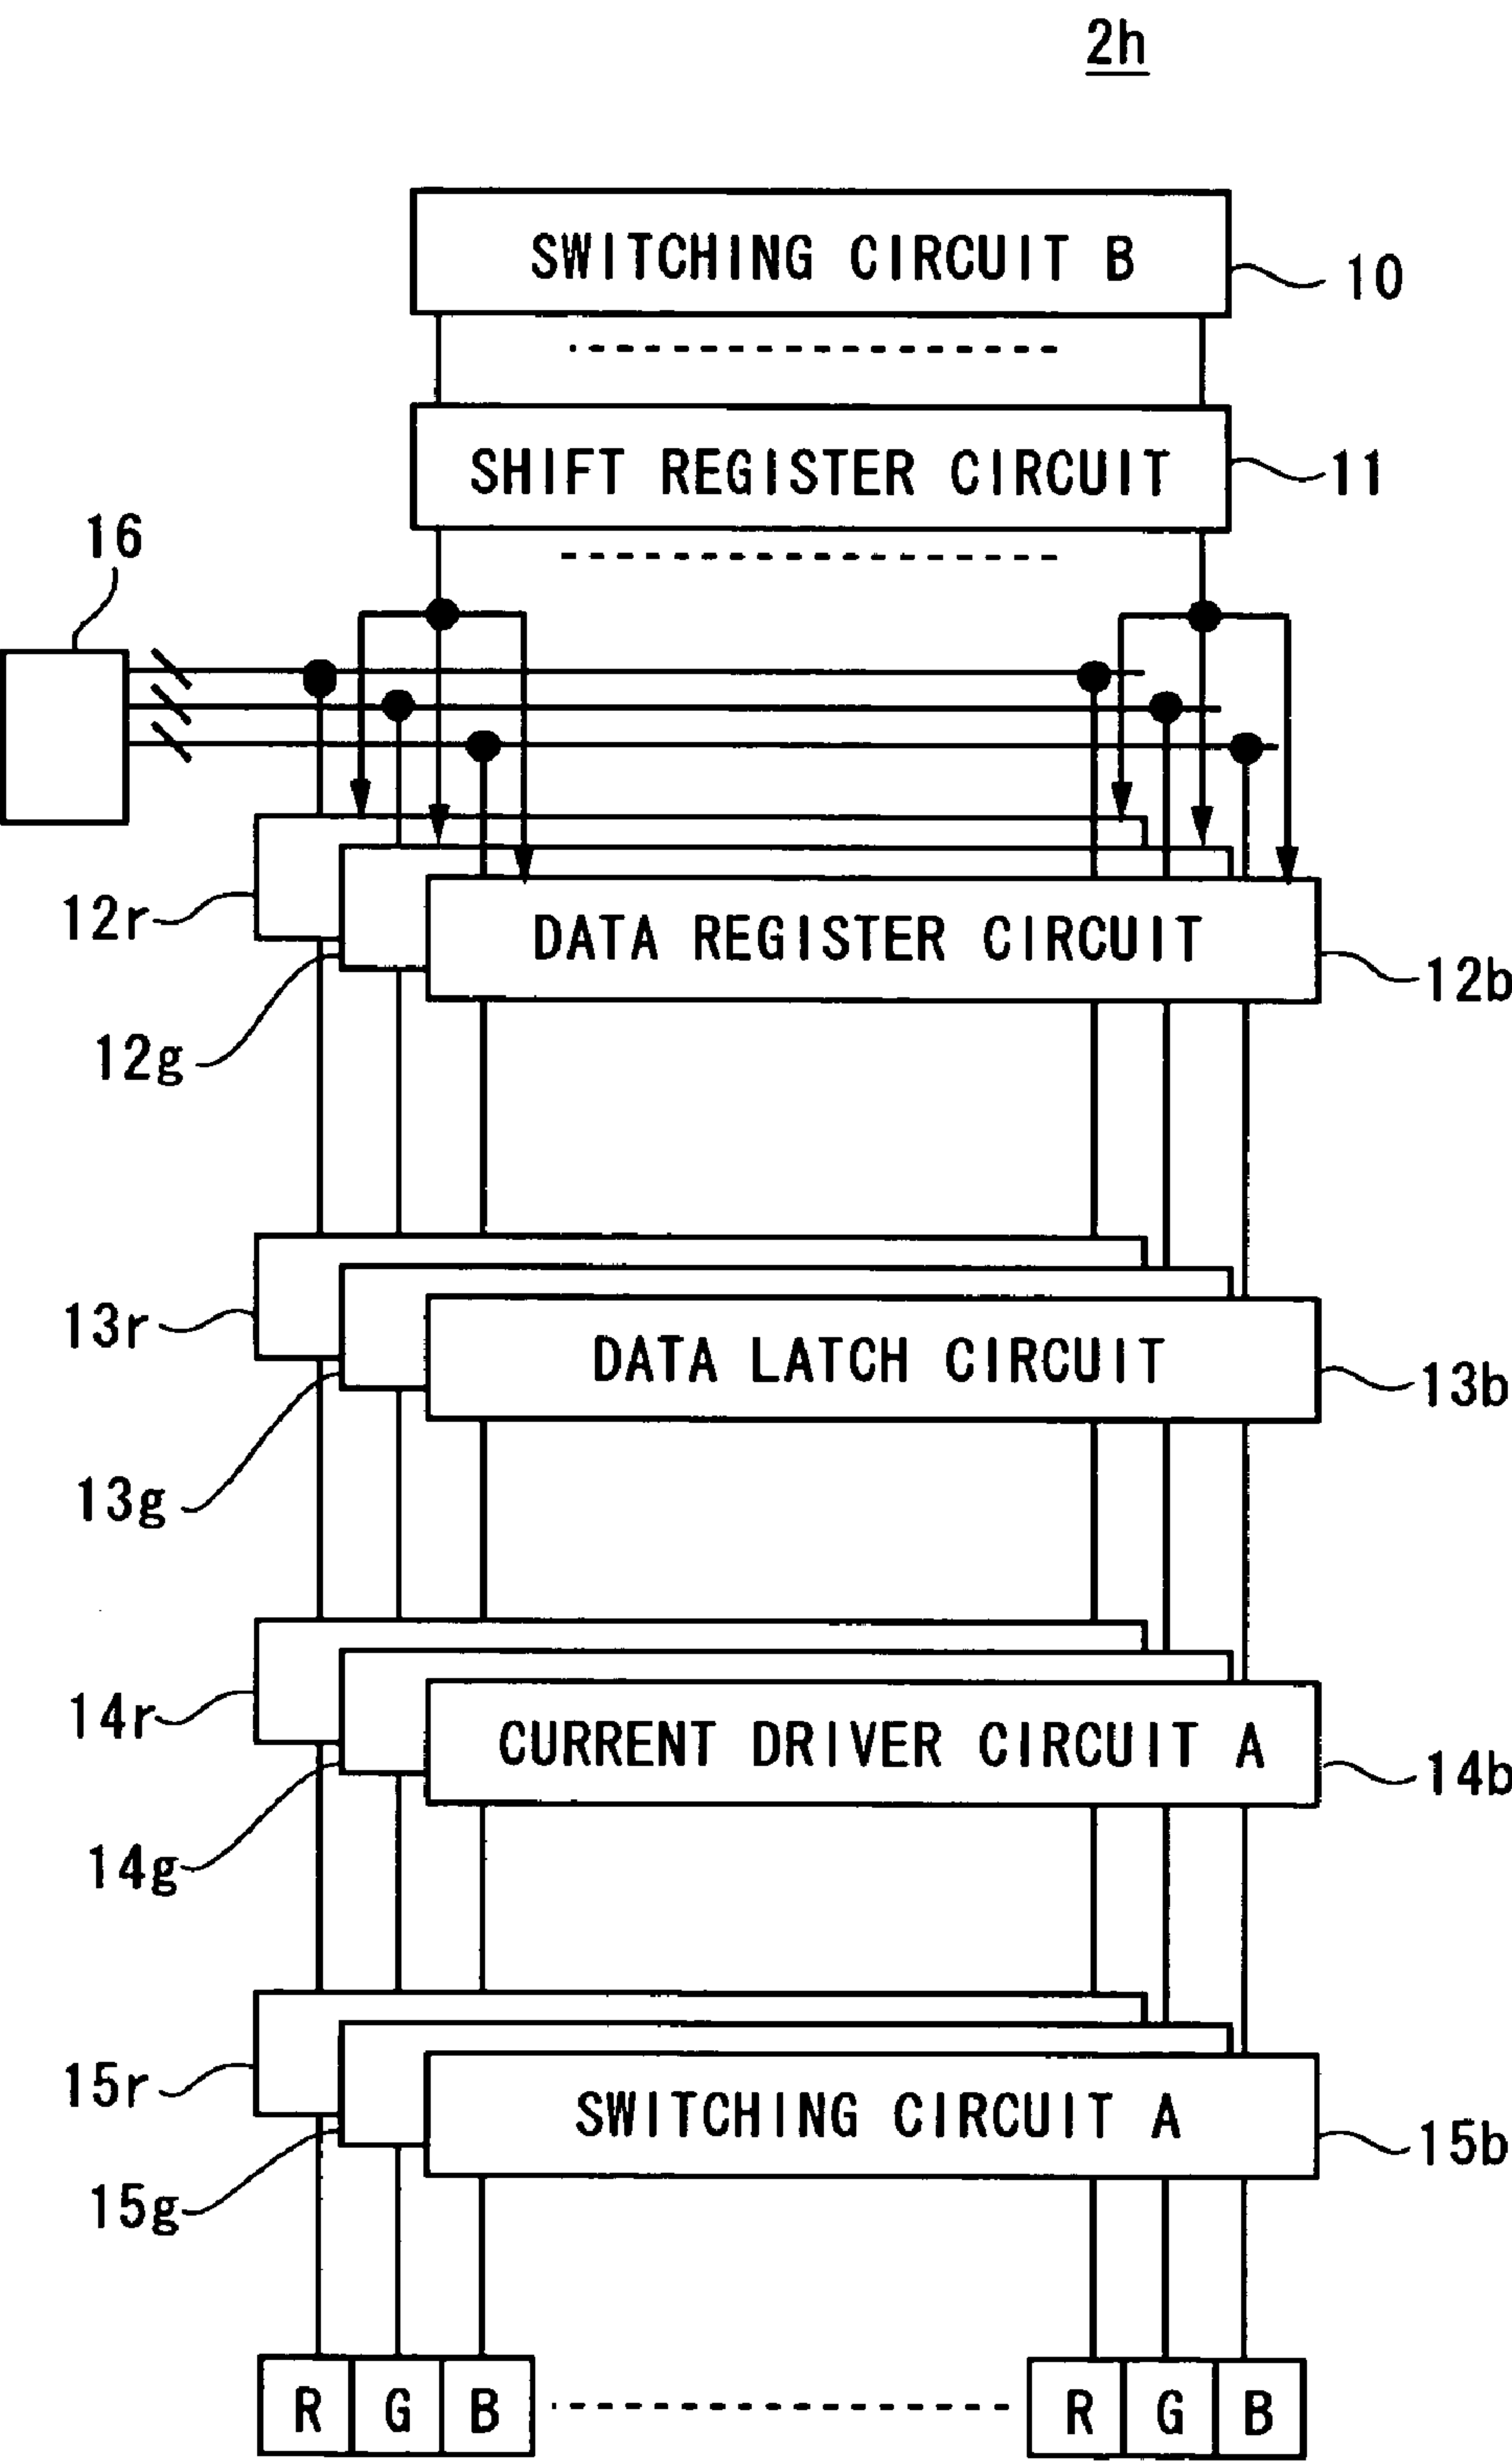 2h
SWITCHING CIRCUIT B
10
SHIFT REGISTER CIRCUIT
11
16
12r
DATA REGISTER CIRCUIT
12b
12g
13r
DATA LATCH CIRCUIT
13b
13g
14r
CURRENT DRIVER CIRCUIT A
14b
14g
15r
SWITCHING CIRCUIT A
15b
15g
R G B R G B